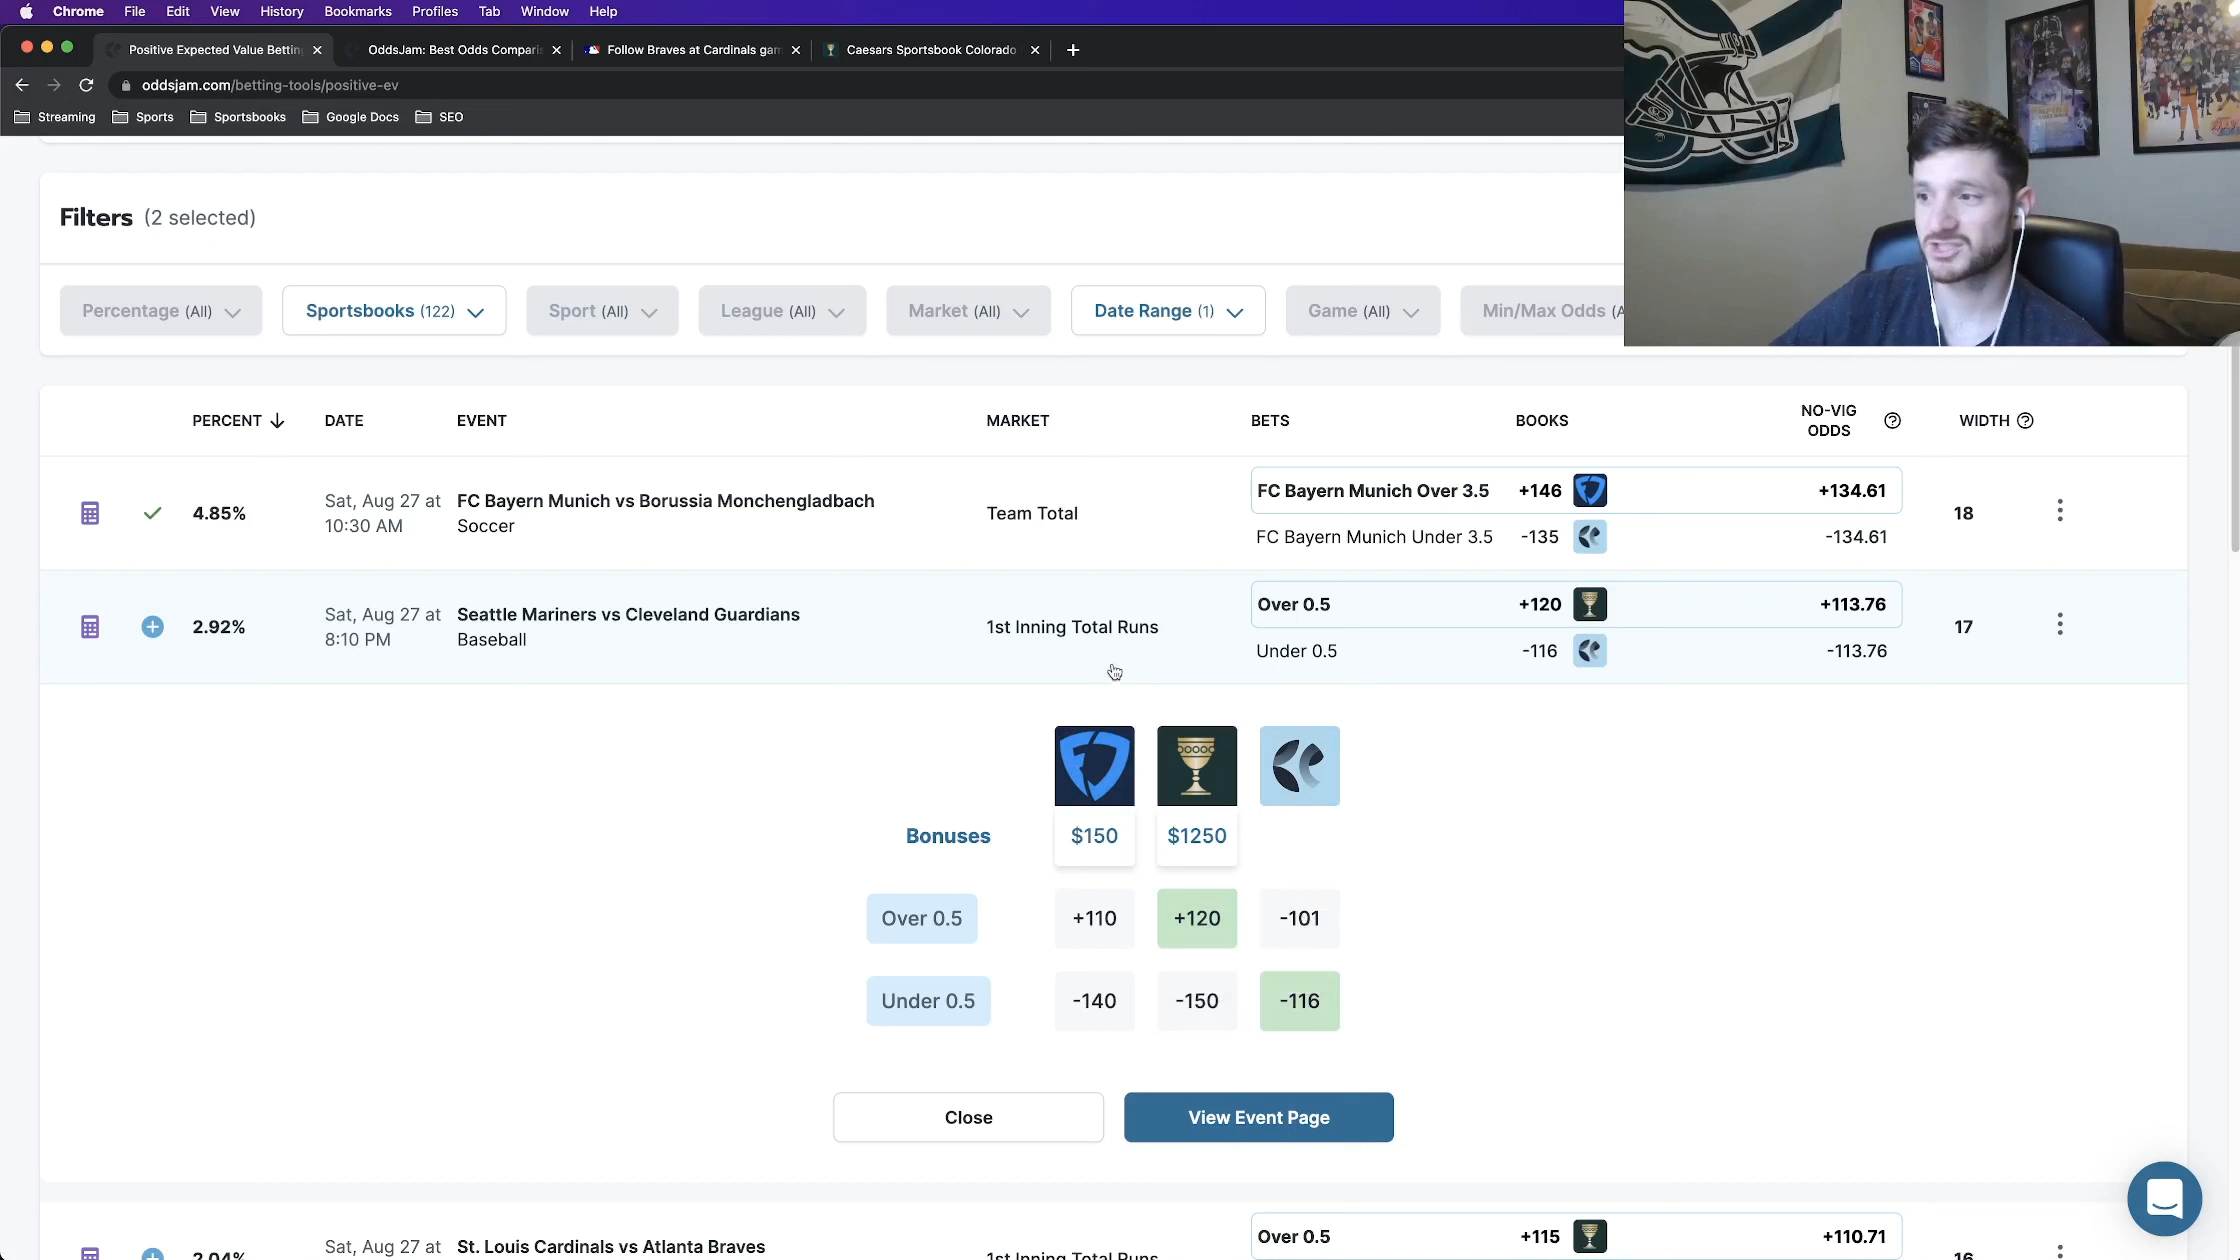 Chrome File Edit View History Bookmarks Profiles Tab Window Help
Positive Expected Value Bettin
OddsJam: Best Odds Comparis
Follow Braves at Cardinals gam
Caesars Sportsbook Colorado
oddsjam.com/betting-tools/positive-ev
Streaming Sports Sportsbooks Google Docs SEO
Filters (2 selected)
Percentage (All) Sportsbooks (122) Sport (All) League (All) Market (All) Date Range (1) Game (All) Min/Max Odds (A
PERCENT DATE EVENT MARKET BETS BOOKS NO-VIG ODDS WIDTH
4.85%
Sat, Aug 27 at
10:30 AM
FC Bayern Munich vs Borussia Monchengladbach
Soccer
Team Total
FC Bayern Munich Over 3.5 +146 +134.61
FC Bayern Munich Under 3.5 -135 -134.61
18
2.92%
Sat, Aug 27 at
8:10 PM
Seattle Mariners vs Cleveland Guardians
Baseball
1st Inning Total Runs
Over 0.5 +120 +113.76
Under 0.5 -116 -113.76
17
Bonuses $150 $1250
Over 0.5 +110 +120 -101
Under 0.5 -140 -150 -116
Close View Event Page
2.04%
Sat, Aug 27 at
St. Louis Cardinals vs Atlanta Braves
1st Inning Total Runs
Over 0.5 +115 +110.71
16